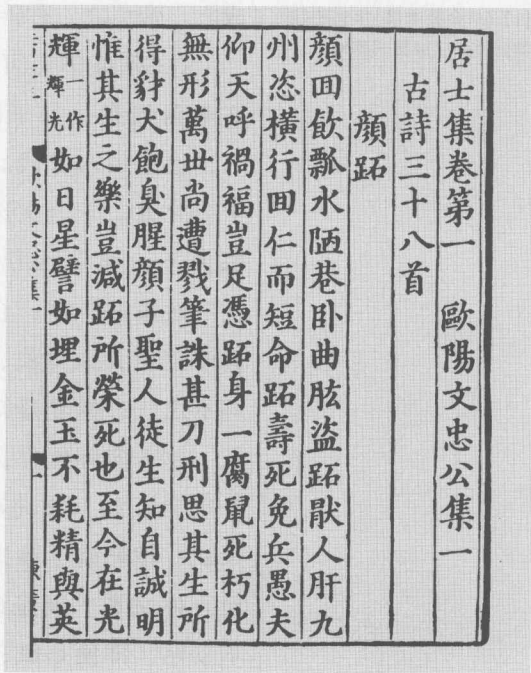 居士集卷第一 歐陽文忠公集一
古詩三十八首
顏跖
顏回飲瓢水陋巷卧曲肱盜跖猒人肝九
州恣橫行回仁而短命跖壽死免兵愚夫
仰天呼禍福豈足憑跖身一腐鼠死朽化
無形萬世尚遭戮筆誅甚刀刑思其生所
得豺犬飽臭腥顏子聖人徒生知自誠明
惟其生之樂豈減跖所榮死也至今在光
輝一作輝光如日星譬如埋金玉不耗精與英